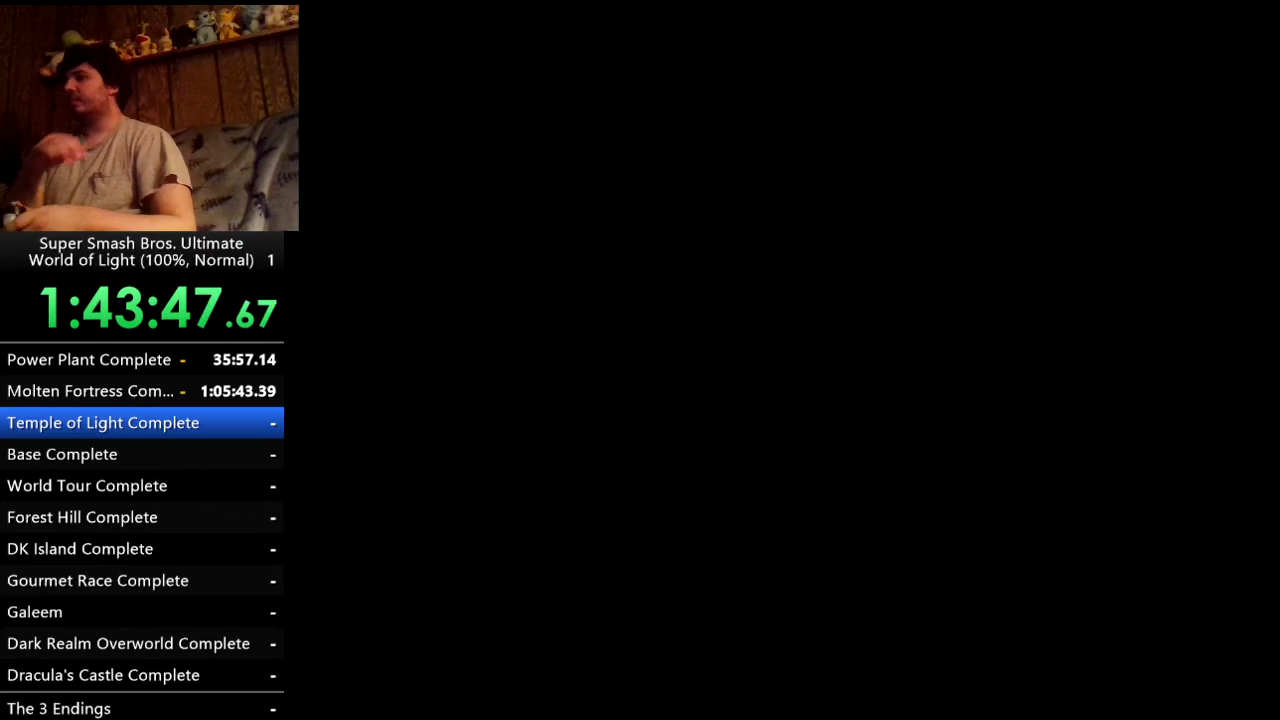 Super Smash Bros. Ultimate
World of Light (100%, Normal) 1
1:43:47.67
Power Plant Complete - 35:57.14
Molten Fortress Com... - 1:05:43.39
Temple of Light Complete -
Base Complete -
World Tour Complete -
Forest Hill Complete -
DK Island Complete -
Gourmet Race Complete -
Galeem -
Dark Realm Overworld Complete -
Dracula's Castle Complete -
The 3 Endings -